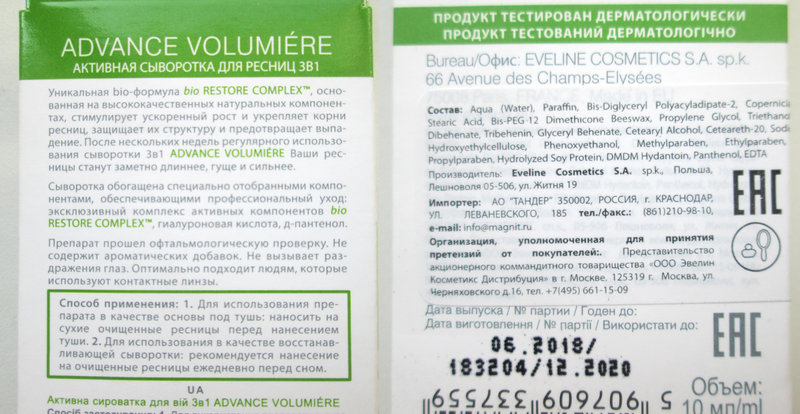 ADVANCE VOLUMIÉRE
АКТИВНАЯ СЫВОРОТКА ДЛЯ РЕСНИЦ 3В1
Уникальная bio-формула bio RESTORE COMPLEX™, осно-
ванная на высококачественных натуральных компонен-
тах, стимулирует ускоренный рост и укрепляет корни
ресниц, защищает их структуру и предотвращает выпа-
дение. После нескольких недель регулярного использо-
вания сыворотки 3в1 ADVANCE VOLUMIÉRE Ваши рес-
ницы станут заметно длиннее, гуще и сильнее.
Сыворотка обогащена специально отобранными компо-
нентами, обеспечивающими профессиональный уход:
эксклюзивный комплекс активных компонентов bio
RESTORE COMPLEX™, гиалуроновая кислота, д-пантенол.
Препарат прошел офтальмологическую проверку. Не
содержит ароматических добавок. Не вызывает раз-
дражения глаз. Оптимально подходит людям, которые
используют контактные линзы.
Способ применения: 1. Для использования пре-
парата в качестве основы под тушь: наносить на
сухие очищенные ресницы перед нанесением
туши. 2. Для использования в качестве восстанав-
ливающей сыворотки: рекомендуется нанесение
на очищенные ресницы ежедневно перед сном.
UA
Активна сироватка для вій 3в1 ADVANCE VOLUMIÉRE
ПРОДУКТ ТЕСТИРОВАН ДЕРМАТОЛОГИЧЕСКИ
ПРОДУКТ ТЕСТОВАНИЙ ДЕРМАТОЛОГІЧНО
Bureau/Офис: EVELINE COSMETICS S.A. sp.k.
66 Avenue des Champs-Elysées
Состав: Aqua (Water), Paraffin, Bis-Diglyceryl Polyacyladipate-2, Copernicia
Stearic Acid, Bis-PEG-12 Dimethicone Beeswax, Propylene Glycol, Triethano
Dibehenate, Tribehenin, Glyceryl Behenate, Cetearyl Alcohol, Ceteareth-20, Sodi
Hydroxyethylcellulose, Phenoxyethanol, Methylparaben, Ethylparaben,
Propylparaben, Hydrolyzed Soy Protein, DMDM Hydantoin, Panthenol, EDTA
Производитель: Eveline Cosmetics S.A. sp.k., Польша,
Лешноволя 05-506, ул. Житня 19
Импортер: АО "ТАНДЕР" 350002, РОССИЯ, г. КРАСНОДАР,
УЛ. ЛЕВАНЕВСКОГО, 185 тел./факс.: (861)210-98-10,
e-mail: info@magnit.ru
Организация, уполномоченная для принятия
претензий от покупателей:. Представительство
акционерного коммандитного товарищества «ООО Эвелин
Косметикс Дистрибуция» в г. Москве, 125319 г. Москва, ул.
Черняховского д.16, тел. +7(495) 661-15-09
EAC
Дата выпуска / № партии / Годен до:
Дата виготовлення / № партії / Використати до:
06.2018/
183204/12.2020
EAC
5 907609 337559
Объем:
10 мл/ml